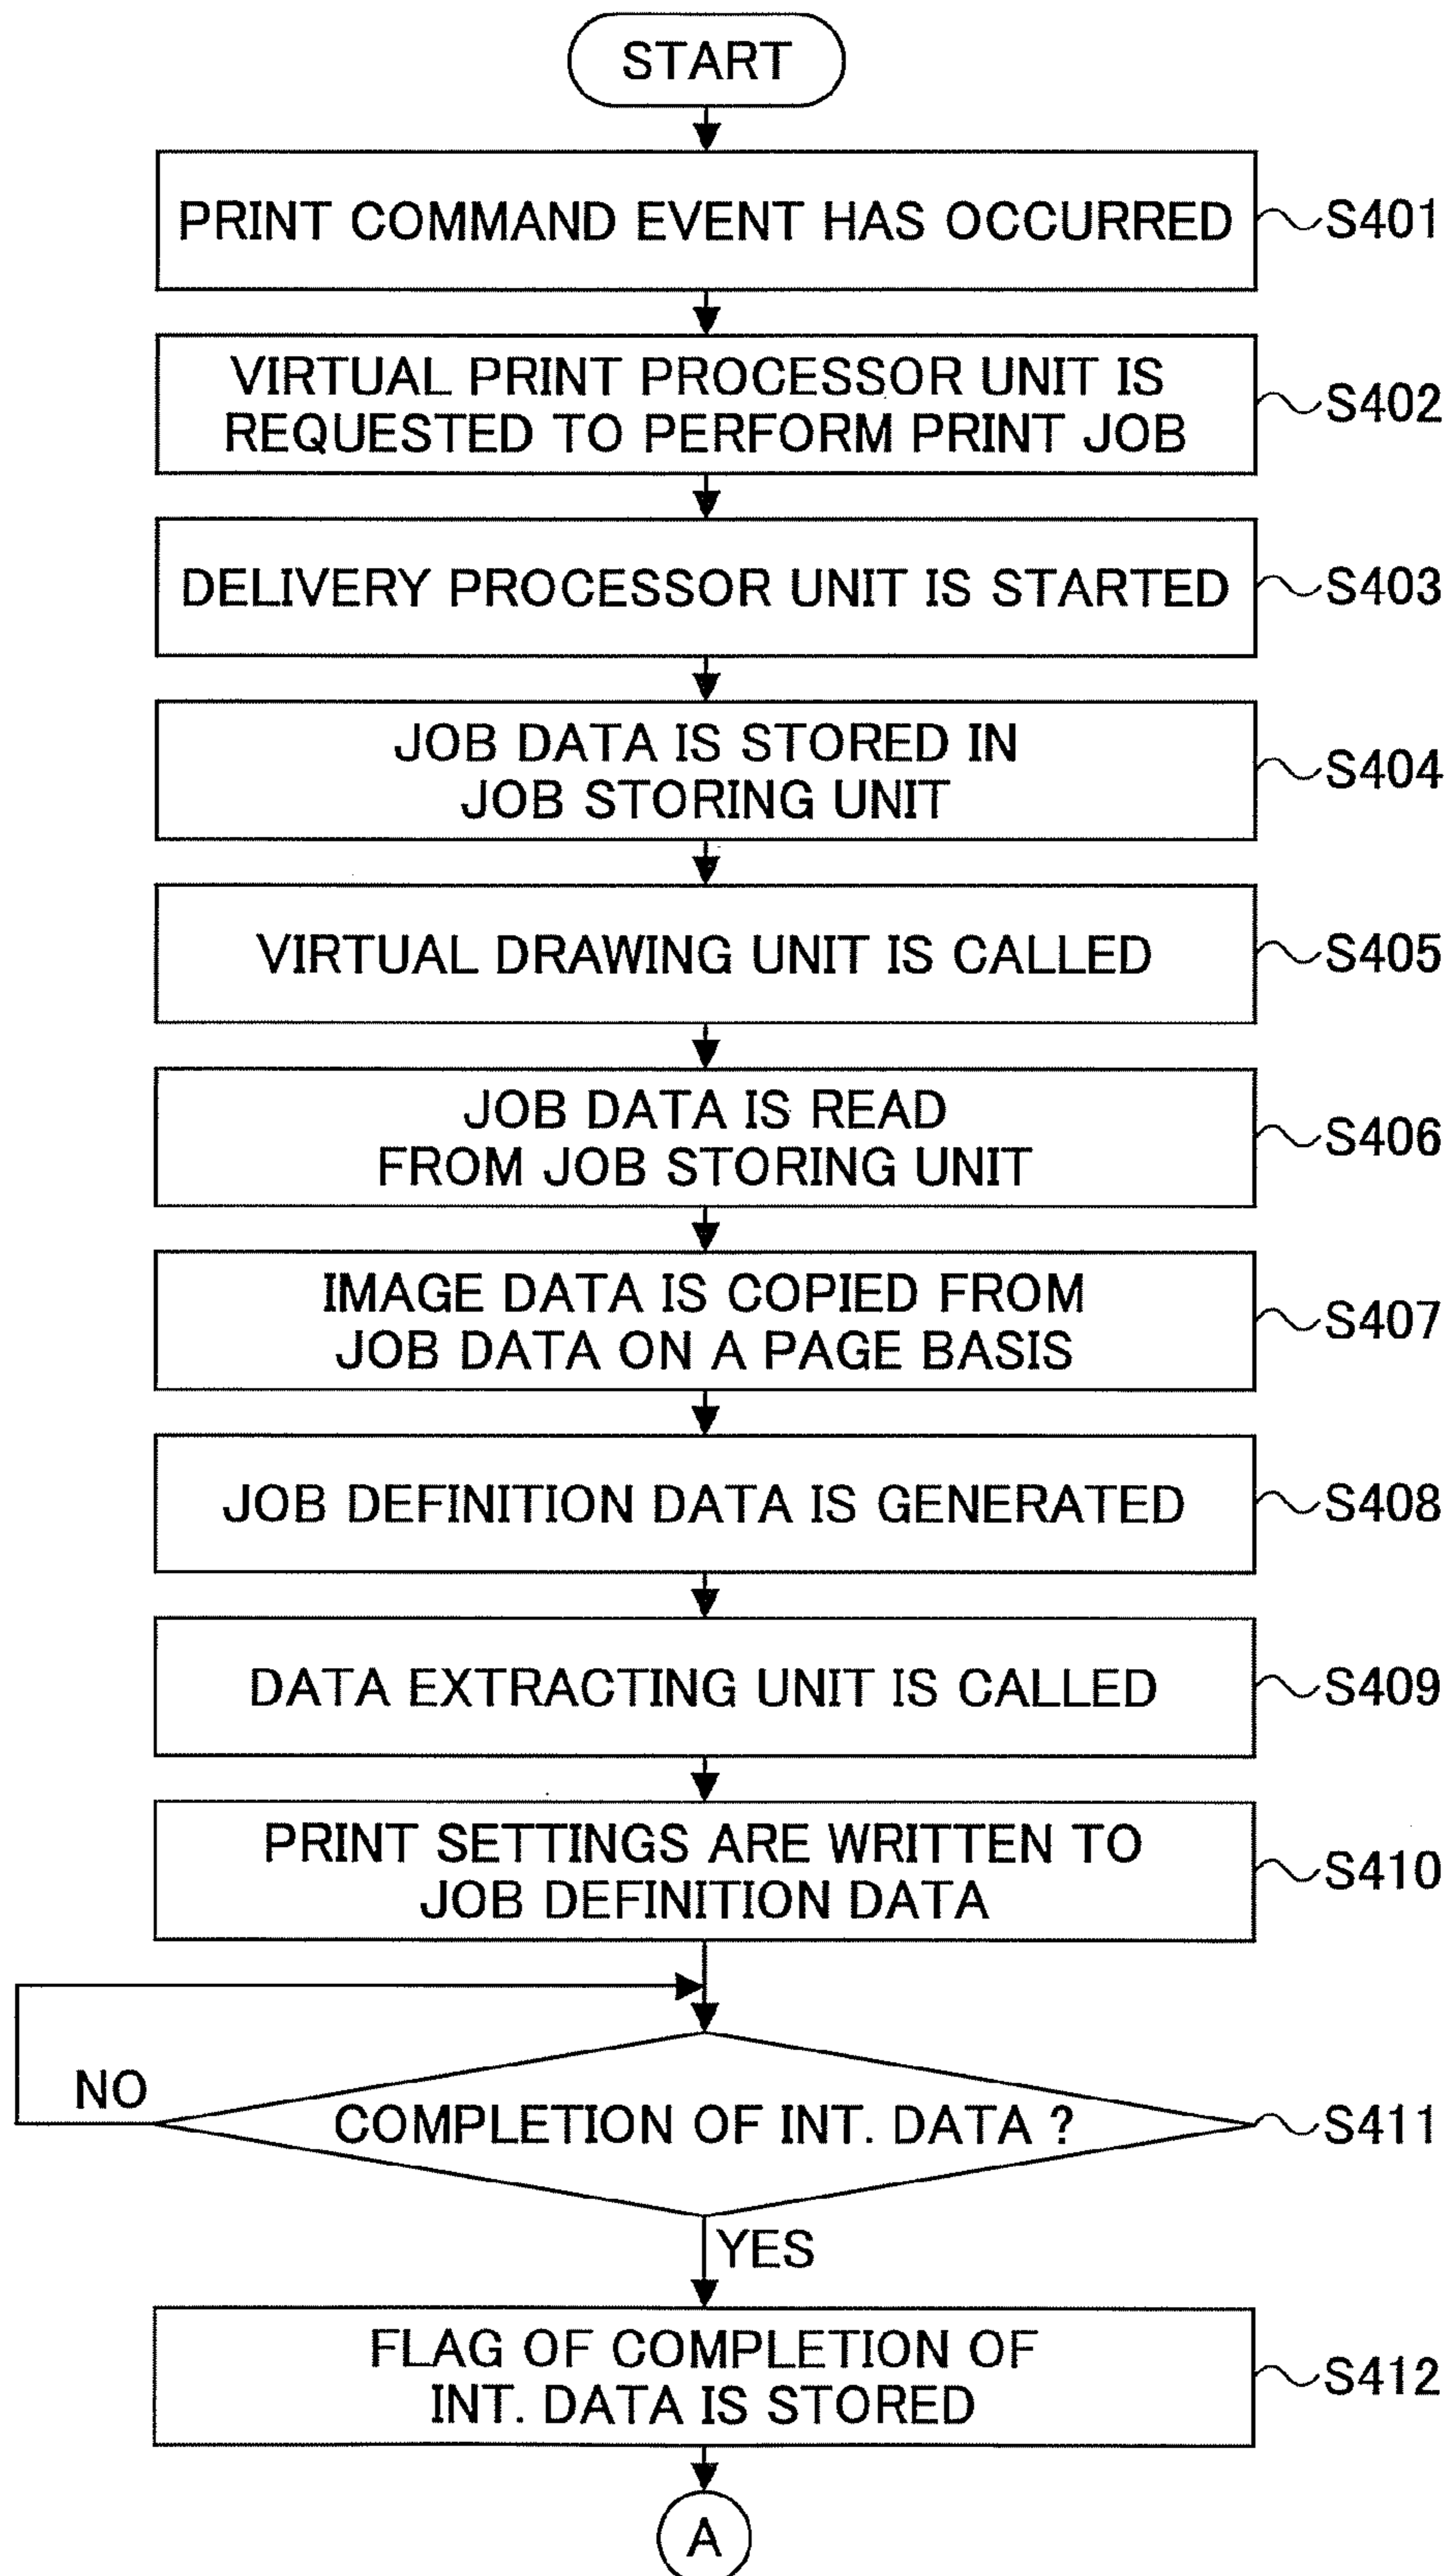 START
PRINT COMMAND EVENT HAS OCCURRED
S401
VIRTUAL PRINT PROCESSOR UNIT IS
REQUESTED TO PERFORM PRINT JOB
S402
DELIVERY PROCESSOR UNIT IS STARTED
S403
JOB DATA IS STORED IN
JOB STORING UNIT
S404
VIRTUAL DRAWING UNIT IS CALLED
S405
JOB DATA IS READ
FROM JOB STORING UNIT
S406
IMAGE DATA IS COPIED FROM
JOB DATA ON A PAGE BASIS
S407
JOB DEFINITION DATA IS GENERATED
S408
DATA EXTRACTING UNIT IS CALLED
S409
PRINT SETTINGS ARE WRITTEN TO
JOB DEFINITION DATA
S410
NO
COMPLETION OF INT. DATA ?
S411
YES
FLAG OF COMPLETION OF
INT. DATA IS STORED
S412
A